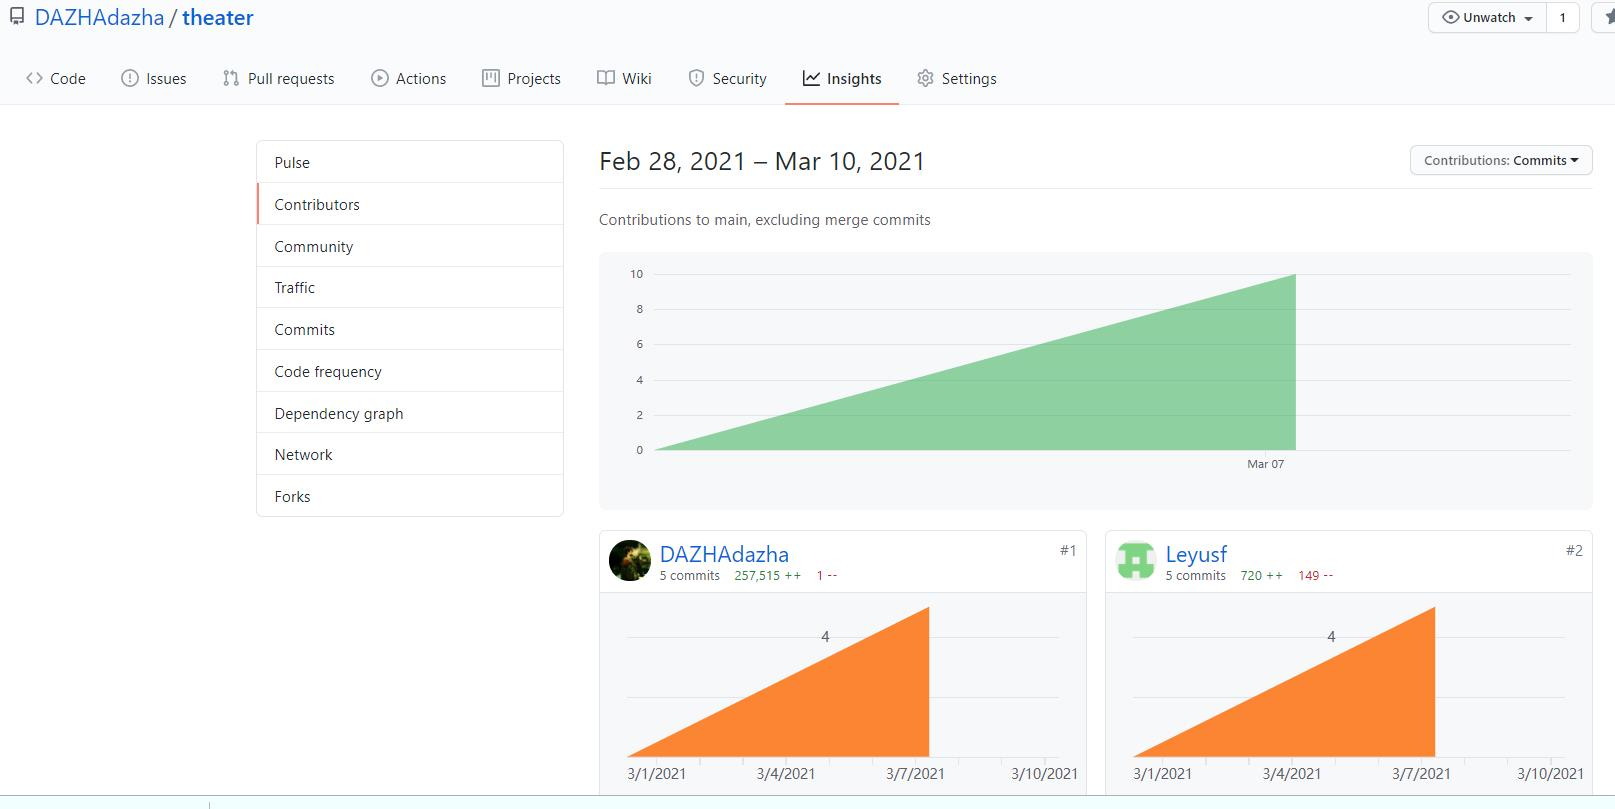 DAZHAdazha / theater
Unwatch 1
Code Issues Pull requests Actions Projects Wiki Security Insights Settings
Pulse
Contributors
Community
Traffic
Commits
Code frequency
Dependency graph
Network
Forks
Feb 28, 2021 – Mar 10, 2021
Contributions: Commits
Contributions to main, excluding merge commits
10
8
6
4
2
0
Mar 07
DAZHAdazha #1
5 commits 257,515 ++ 1 --
4
3/1/2021 3/4/2021 3/7/2021 3/10/2021
Leyusf #2
5 commits 720 ++ 149 --
4
3/1/2021 3/4/2021 3/7/2021 3/10/2021